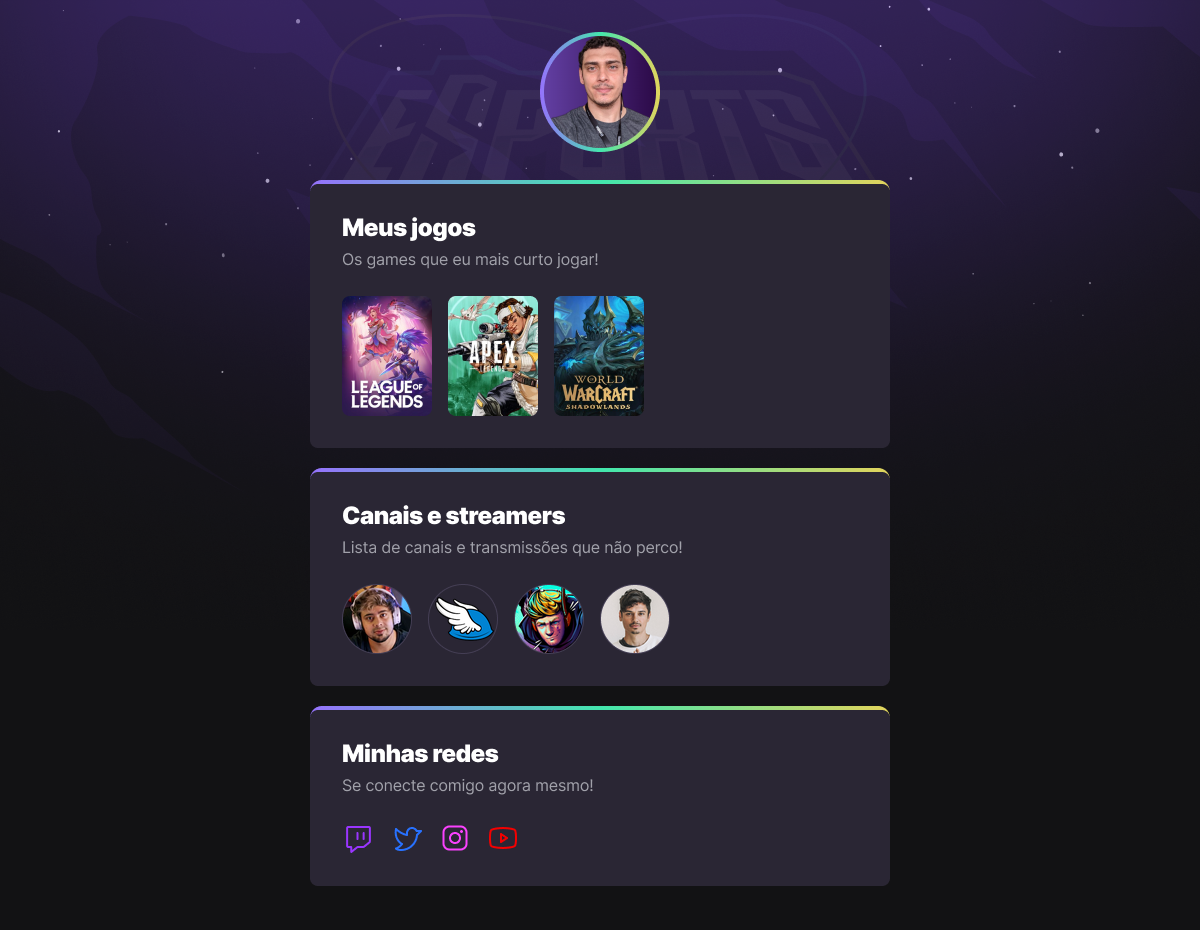 ESPORTS
Meus jogos
Os games que eu mais curto jogar!
LEAGUE OF
LEGENDS
APEX
LEGENDS
WORLD
WARCRAFT
SHADOWLANDS
Canais e streamers
Lista de canais e transmissões que não perco!
Minhas redes
Se conecte comigo agora mesmo!